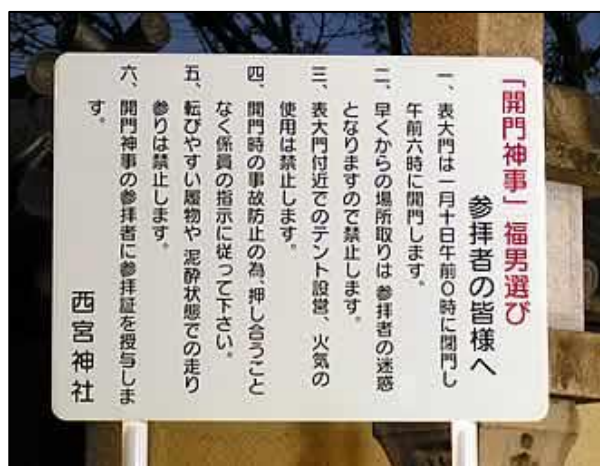 「開門神事」福男選び
参拝者の皆様へ
一、表大門は一月十日午前〇時に閉門し
午前六時に開門します。
二、早くからの場所取りは 参拝者の迷惑
となりますので禁止します。
三、表大門付近でのテント設営、火気の
使用は禁止します。
四、開門時の事故防止の為、押し合うこと
なく係員の指示に従って下さい。
五、転びやすい履物や 泥酔状態での走り
参りは禁止します。
六、開門神事の参拝者に参拝証を授与しま
す。
西宮神社